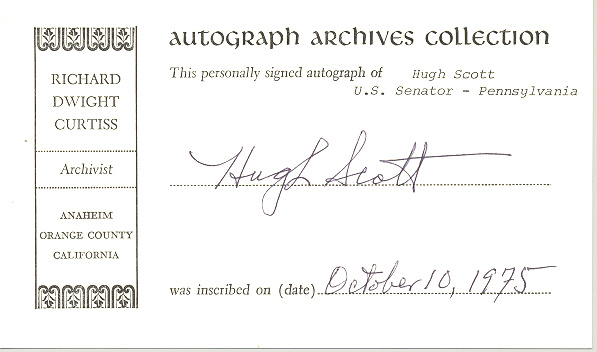 RICHARD
DWIGHT
CURTISS
Archivist
ANAHEIM
ORANGE COUNTY
CALIFORNIA
autograph archives collection
This personally signed autograph of Hugh Scott
U.S. Senator - Pennsylvania
Hugh Scott
was inscribed on (date) October 10, 1975